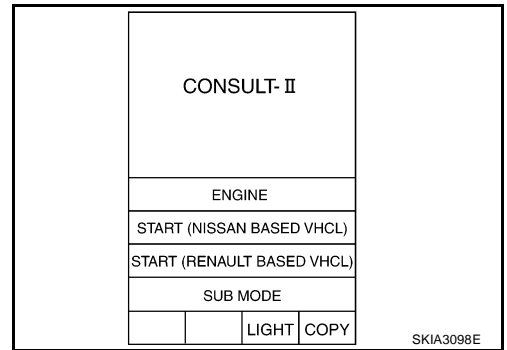 CONSULT-II
ENGINE
START (NISSAN BASED VHCL)
START (RENAULT BASED VHCL)
SUB MODE
LIGHT COPY
SKIA3098E